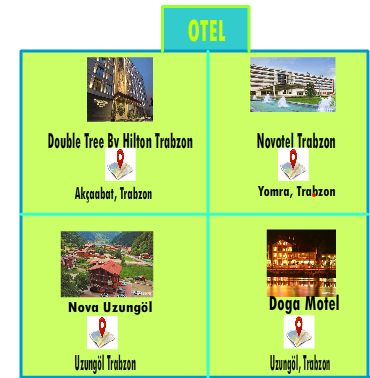 OTEL
Double Tree Bv Hilton Trabzon
Akçaabat, Trabzon
Novotel Trabzon
Yomra, Trabzon
Nova Uzungöl
Uzungöl Trabzon
Doga Motel
Uzungöl, Trabzon